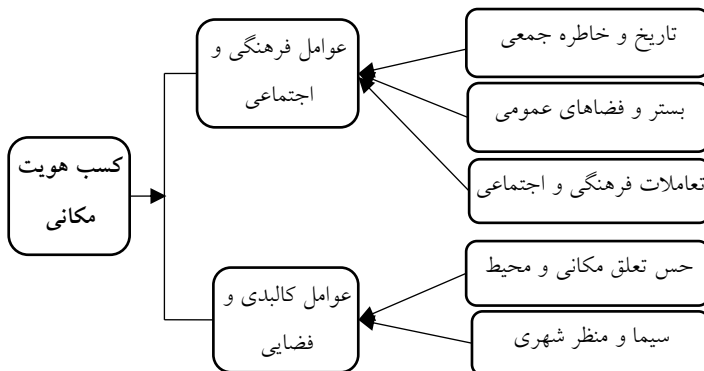 تاریخ و خاطره جمعی
عوامل فرهنگی و
اجتماعی
بستر و فضاهای عمومی
تعاملات فرهنگی و اجتماعی
کسب هویت
مکانی
حس تعلق مکانی و محیط
عوامل کالبدی و
فضایی
سیما و منظر شهری